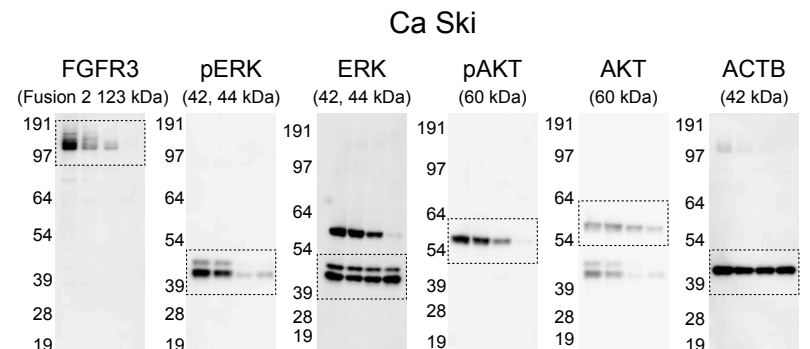 Ca Ski
FGFR3 pERK ERK pAKT AKT ACTB
(Fusion 2 123 kDa) (42, 44 kDa) (42, 44 kDa) (60 kDa) (60 kDa) (42 kDa)
191 191 191 191 191 191
97 97 97 97 97 97
64 64 64 64 64 64
54 54 54 54 54 54
39 39 39 39 39 39
28 28 28 28 28 28
19 19 19 19 19 19